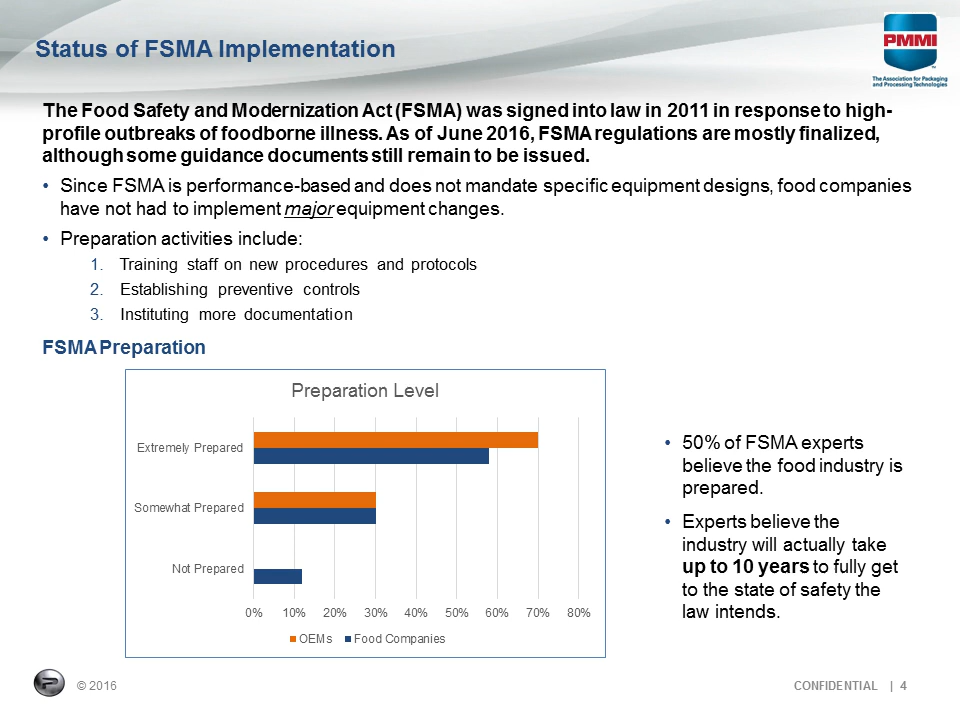 Status of FSMA Implementation
PMMI
™
The Association for Packaging
and Processing Technologies
The Food Safety and Modernization Act (FSMA) was signed into law in 2011 in response to high-
profile outbreaks of foodborne illness. As of June 2016, FSMA regulations are mostly finalized,
although some guidance documents still remain to be issued.
• Since FSMA is performance-based and does not mandate specific equipment designs, food companies
have not had to implement major equipment changes.
• Preparation activities include:
1. Training staff on new procedures and protocols
2. Establishing preventive controls
3. Instituting more documentation
FSMA Preparation
Preparation Level
Extremely Prepared
Somewhat Prepared
Not Prepared
0% 10% 20% 30% 40% 50% 60% 70% 80%
OEMs Food Companies
• 50% of FSMA experts
believe the food industry is
prepared.
• Experts believe the
industry will actually take
up to 10 years to fully get
to the state of safety the
law intends.
P
© 2016
CONFIDENTIAL | 4